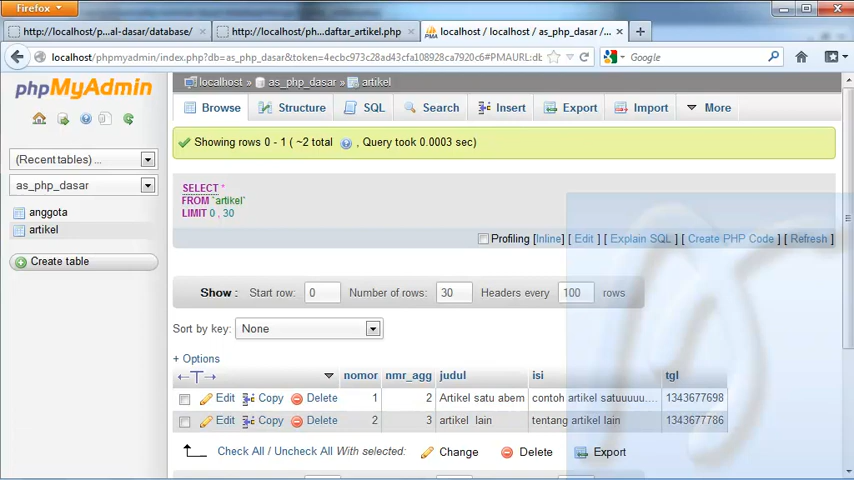 Firefox
http://localhost/p...al-dasar/database/
http://localhost/ph...daftar_artikel.php
localhost / localhost / as_php_dasar /...
localhost/phpmyadmin/index.php?db=as_php_dasar&token=4ecbc973c28ad43cfa108928ca7920c6#PMAURL:db
Google
phpMyAdmin
(Recent tables) ...
as_php_dasar
anggota
artikel
Create table
localhost » as_php_dasar » artikel
Browse Structure SQL Search Insert Export Import More
Showing rows 0 - 1 ( ~2 total , Query took 0.0003 sec)
SELECT *
FROM `artikel`
LIMIT 0 , 30
Profiling [Inline] [ Edit ] [ Explain SQL ] [ Create PHP Code ] [ Refresh ]
Show : Start row: 0 Number of rows: 30 Headers every 100 rows
Sort by key: None
+ Options
nomor nmr_agg judul isi tgl
Edit Copy Delete 1 2 Artikel satu abem contoh artikel satuuuuu.... 1343677698
Edit Copy Delete 2 3 artikel lain tentang artikel lain 1343677786
Check All / Uncheck All With selected: Change Delete Export